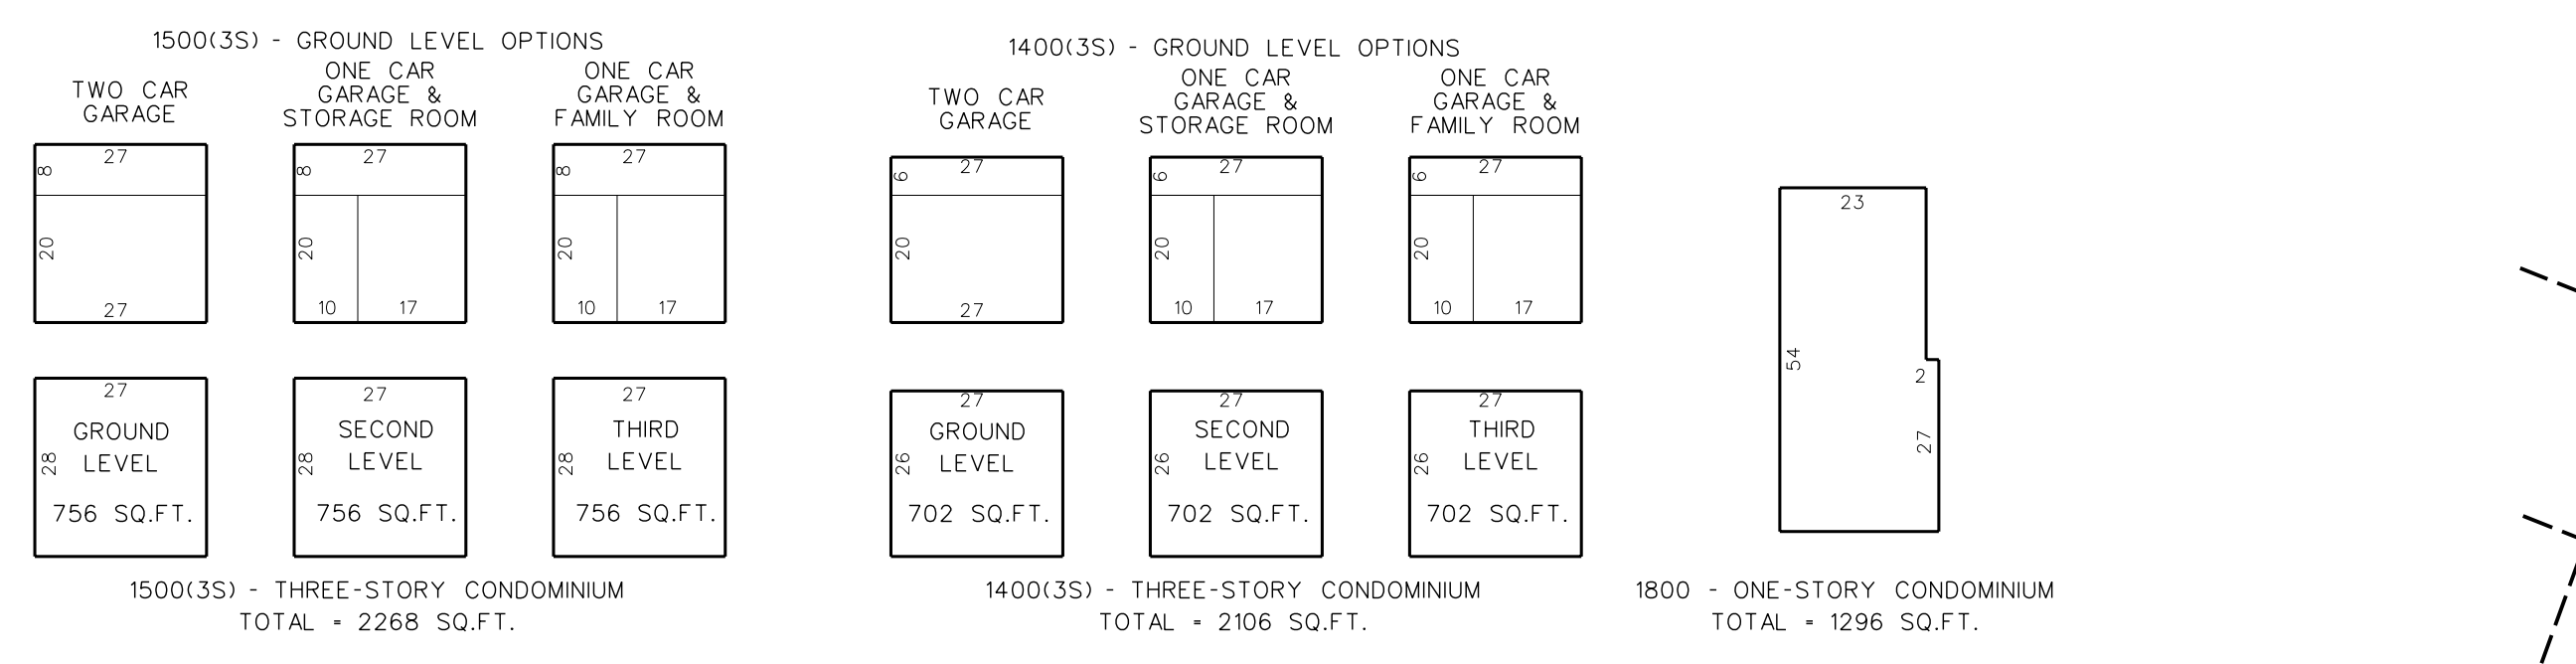 1500(3S) - GROUND LEVEL OPTIONS
TWO CAR
GARAGE
ONE CAR
GARAGE &
STORAGE ROOM
ONE CAR
GARAGE &
FAMILY ROOM
27
8
20
27
27
8
20
10 17
27
8
20
10 17
27
GROUND
LEVEL
28
756 SQ.FT.
27
SECOND
LEVEL
28
756 SQ.FT.
27
THIRD
LEVEL
28
756 SQ.FT.
1500(3S) - THREE-STORY CONDOMINIUM
TOTAL = 2268 SQ.FT.
1400(3S) - GROUND LEVEL OPTIONS
TWO CAR
GARAGE
ONE CAR
GARAGE &
STORAGE ROOM
ONE CAR
GARAGE &
FAMILY ROOM
27
6
20
27
27
6
20
10 17
27
6
20
10 17
27
GROUND
LEVEL
26
702 SQ.FT.
27
SECOND
LEVEL
26
702 SQ.FT.
27
THIRD
LEVEL
26
702 SQ.FT.
1400(3S) - THREE-STORY CONDOMINIUM
TOTAL = 2106 SQ.FT.
23
54
2
27
1800 - ONE-STORY CONDOMINIUM
TOTAL = 1296 SQ.FT.